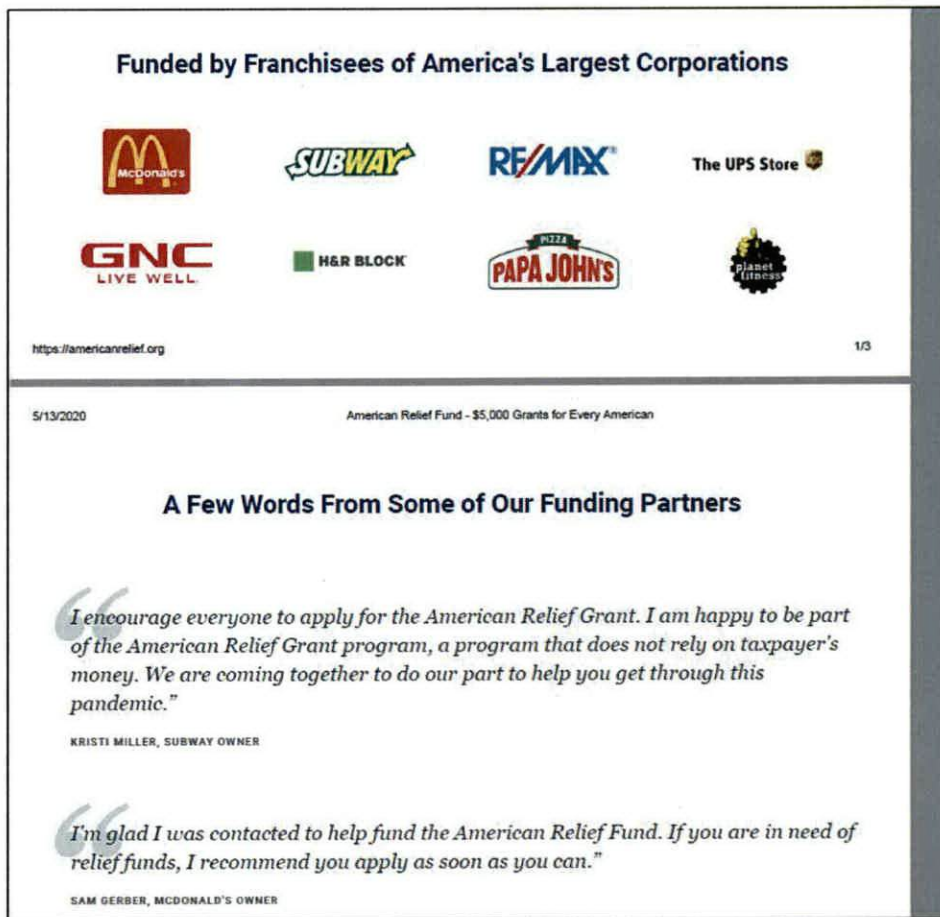 Funded by Franchisees of America's Largest Corporations
McDonald's
SUBWAY
RE/MAX
The UPS Store
GNC
LIVE WELL
H&R BLOCK
PIZZA
PAPA JOHN'S
planet
fitness
https://americanrelief.org
1/3
5/13/2020
American Relief Fund - $5,000 Grants for Every American
A Few Words From Some of Our Funding Partners
“I encourage everyone to apply for the American Relief Grant. I am happy to be part
of the American Relief Grant program, a program that does not rely on taxpayer's
money. We are coming together to do our part to help you get through this
pandemic.”
KRISTI MILLER, SUBWAY OWNER
“I'm glad I was contacted to help fund the American Relief Fund. If you are in need of
relief funds, I recommend you apply as soon as you can.”
SAM GERBER, MCDONALD'S OWNER